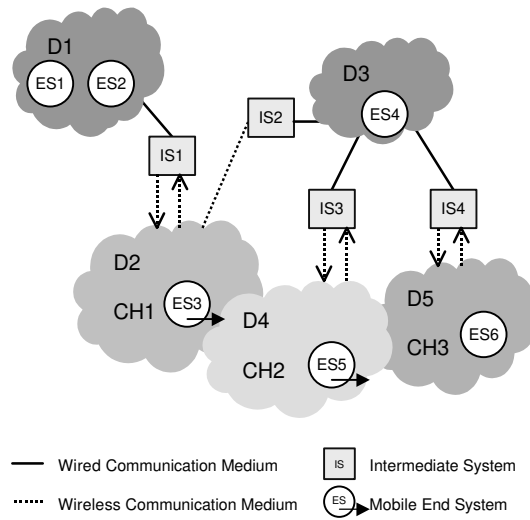 D1
ES1 ES2
D3
ES4
IS2
IS1
IS3
IS4
D2
ES3
CH1
D4
ES5
CH2
D5
ES6
CH3
Wired Communication Medium
IS Intermediate System
Wireless Communication Medium
ES Mobile End System